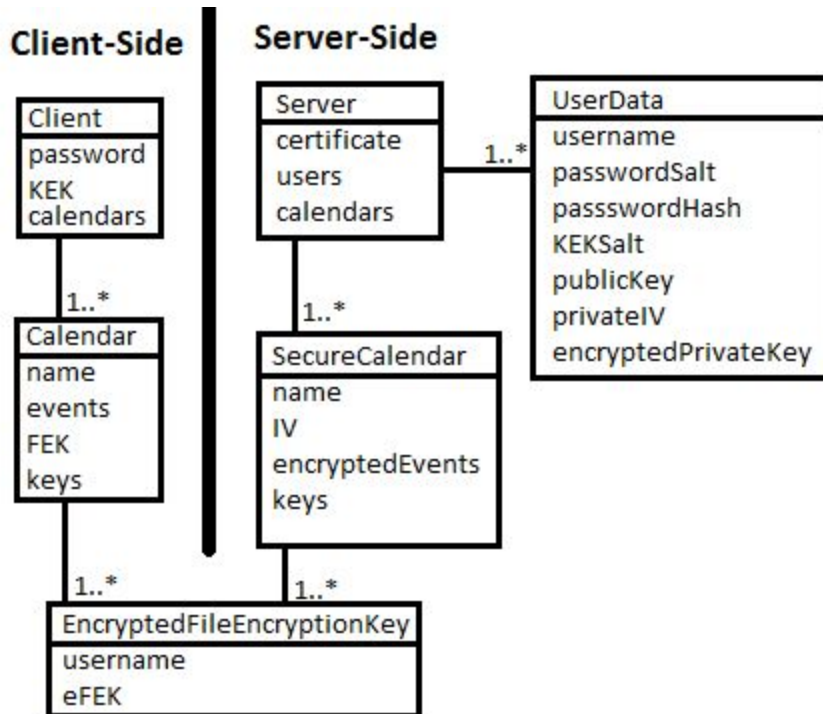 Client-Side
Server-Side
Client
password
KEK
calendars
1..*
Calendar
name
events
FEK
keys
1..*
Server
certificate
users
calendars
1..*
UserData
username
passwordSalt
passswordHash
KEKSalt
publicKey
privateIV
encryptedPrivateKey
1..*
SecureCalendar
name
IV
encryptedEvents
keys
1..*
EncryptedFileEncryptionKey
username
eFEK